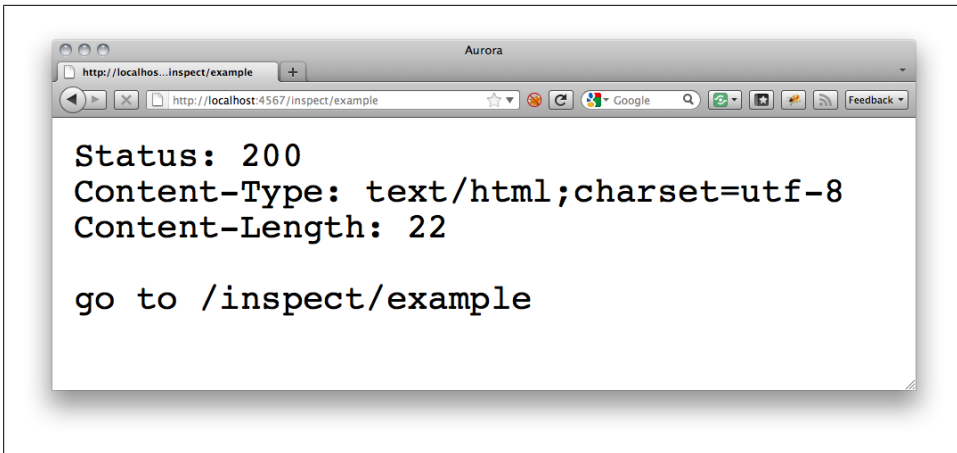 Aurora
http://localhos...inspect/example
+
http://localhost:4567/inspect/example
Google
Feedback
Status: 200
Content-Type: text/html;charset=utf-8
Content-Length: 22
go to /inspect/example